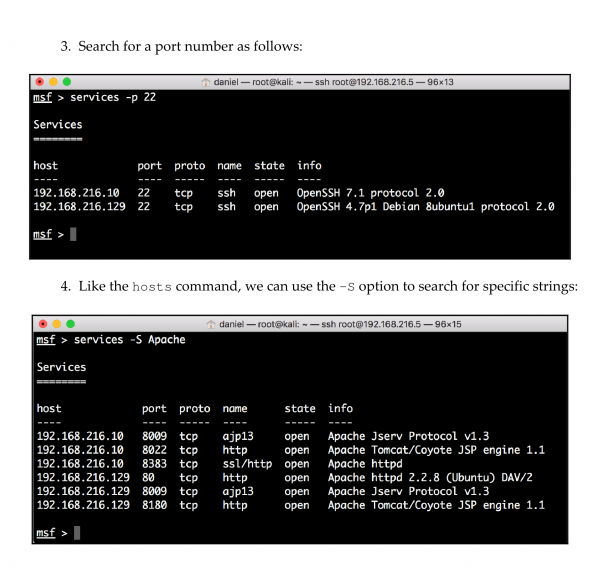 3. Search for a port number as follows:
daniel — root@kali: ~ — ssh root@192.168.216.5 — 96×13
msf > services -p 22
Services
========
host port proto name state info
---- ---- ----- ---- ----- ----
192.168.216.10 22 tcp ssh open OpenSSH 7.1 protocol 2.0
192.168.216.129 22 tcp ssh open OpenSSH 4.7p1 Debian 8ubuntu1 protocol 2.0
msf >
4. Like the hosts command, we can use the -S option to search for specific strings:
daniel — root@kali: ~ — ssh root@192.168.216.5 — 96×15
msf > services -S Apache
Services
========
host port proto name state info
---- ---- ----- ---- ----- ----
192.168.216.10 8009 tcp ajp13 open Apache Jserv Protocol v1.3
192.168.216.10 8022 tcp http open Apache Tomcat/Coyote JSP engine 1.1
192.168.216.10 8383 tcp ssl/http open Apache httpd
192.168.216.129 80 tcp http open Apache httpd 2.2.8 (Ubuntu) DAV/2
192.168.216.129 8009 tcp ajp13 open Apache Jserv Protocol v1.3
192.168.216.129 8180 tcp http open Apache Tomcat/Coyote JSP engine 1.1
msf >